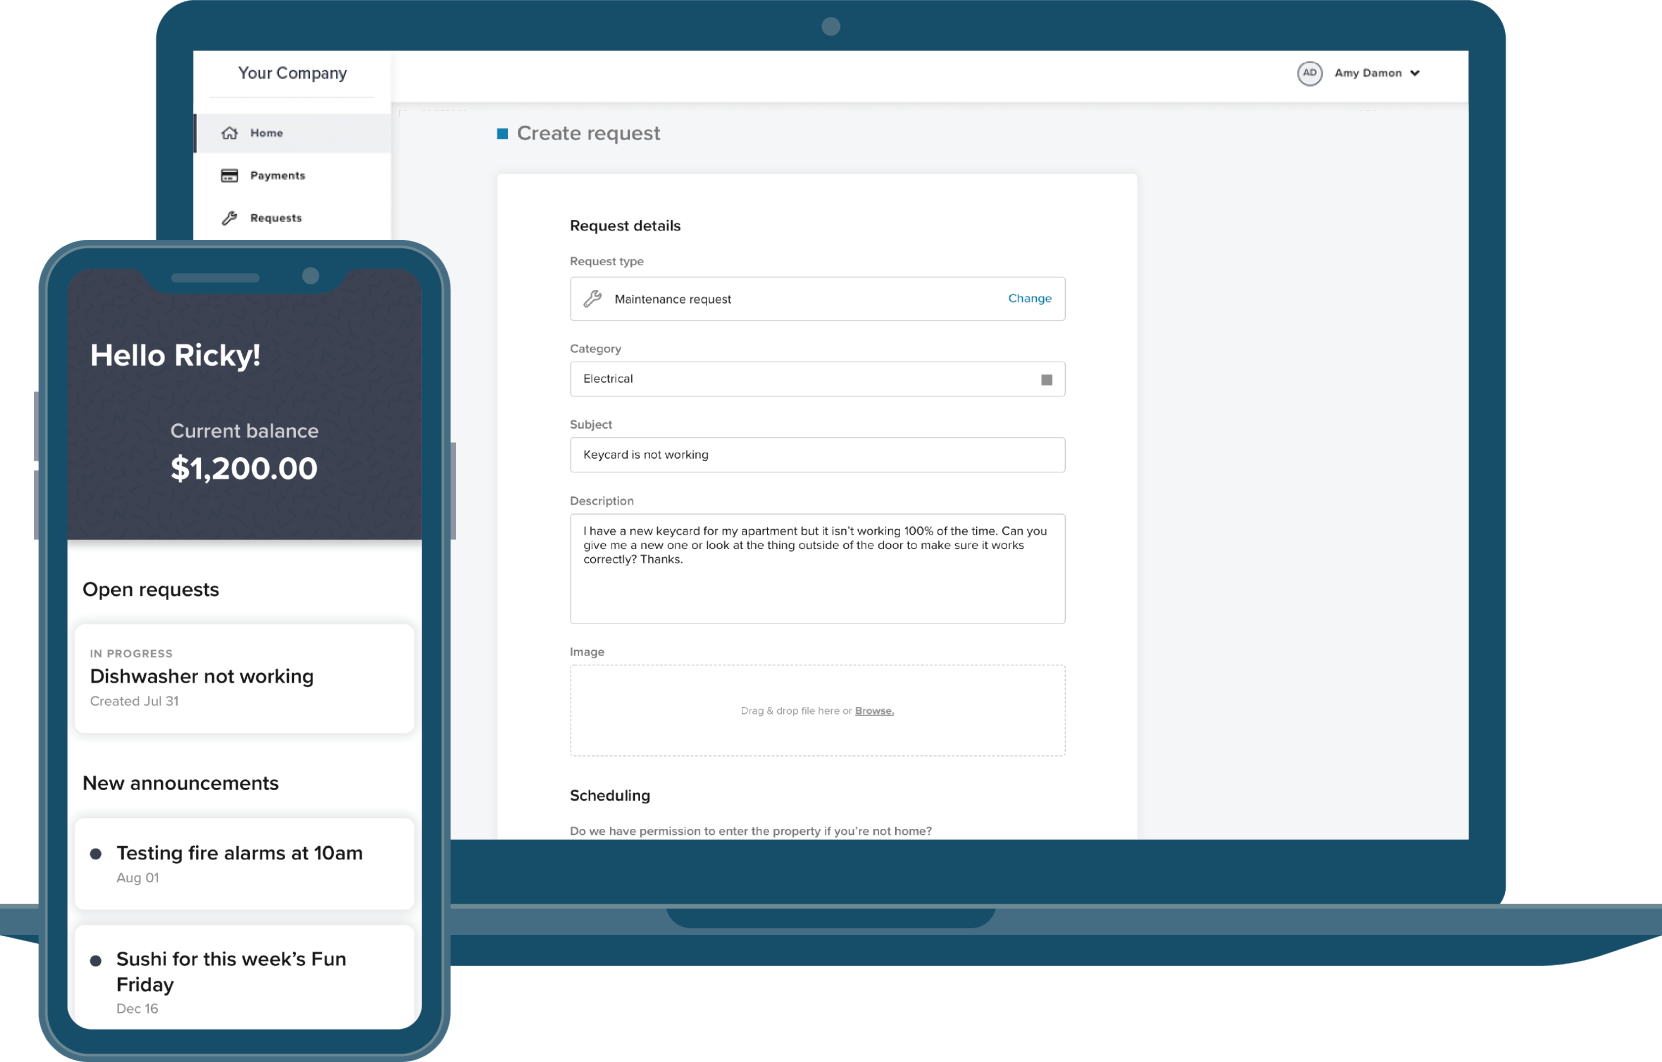 Your Company
AD Amy Damon
Home
Payments
Requests
Create request
Request details
Request type
Maintenance request Change
Category
Electrical
Subject
Keycard is not working
Description
I have a new keycard for my apartment but it isn't working 100% of the time. Can you
give me a new one or look at the thing outside of the door to make sure it works
correctly? Thanks.
Image
Drag & drop file here or Browse.
Scheduling
Do we have permission to enter the property if you're not home?
Hello Ricky!
Current balance
$1,200.00
Open requests
IN PROGRESS
Dishwasher not working
Created Jul 31
New announcements
Testing fire alarms at 10am
Aug 01
Sushi for this week's Fun
Friday
Dec 16